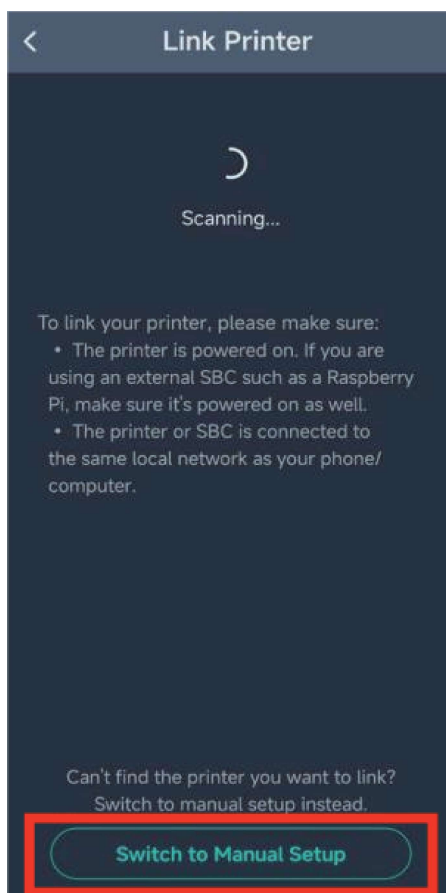 Link Printer
Scanning...
To link your printer, please make sure:
• The printer is powered on. If you are
using an external SBC such as a Raspberry
Pi, make sure it's powered on as well.
• The printer or SBC is connected to
the same local network as your phone/
computer.
Can't find the printer you want to link?
Switch to manual setup instead.
Switch to Manual Setup